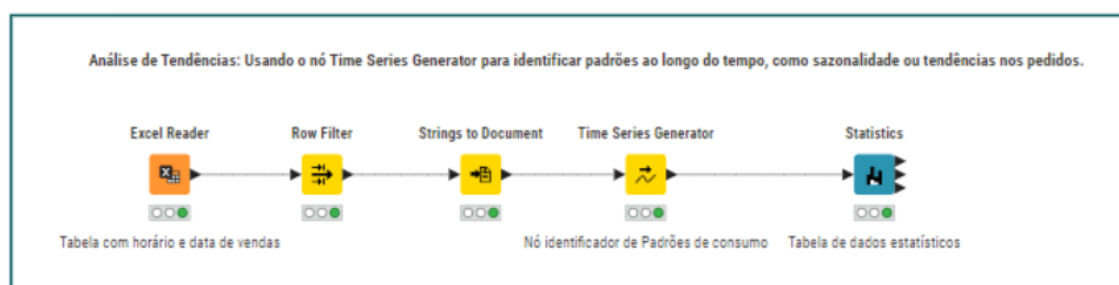 Análise de Tendências: Usando o nó Time Series Generator para identificar padrões ao longo do tempo, como sazonalidade ou tendências nos pedidos.
Excel Reader Row Filter Strings to Document Time Series Generator Statistics
Tabela com horário e data de vendas Nó identificador de Padrões de consumo Tabela de dados estatísticos